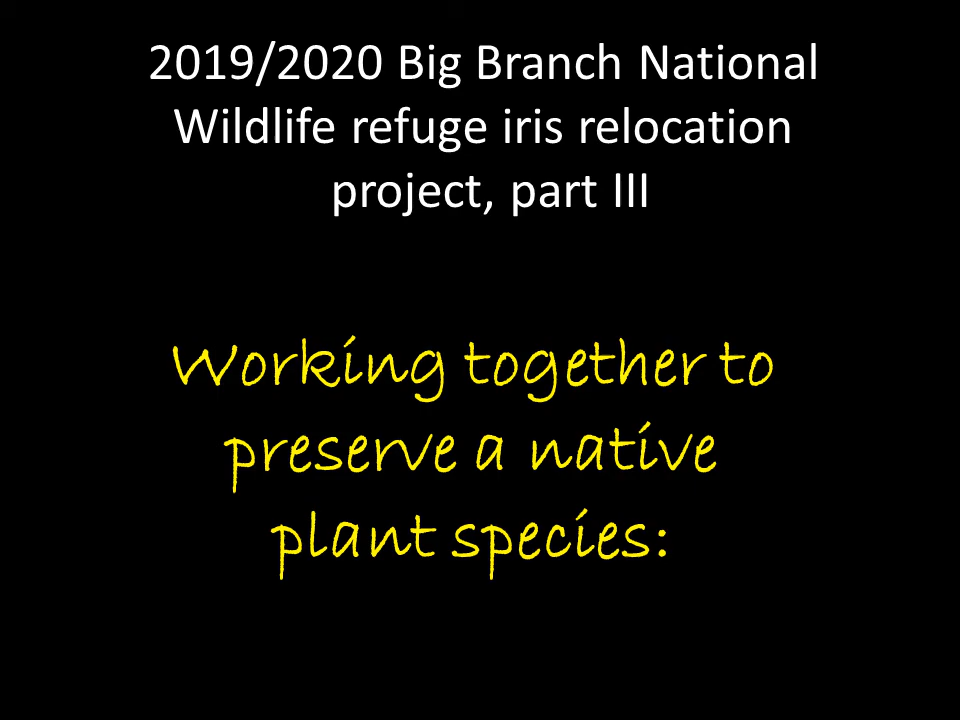 2019/2020 Big Branch National
Wildlife refuge iris relocation
project, part III
Working together to
preserve a native
plant species: